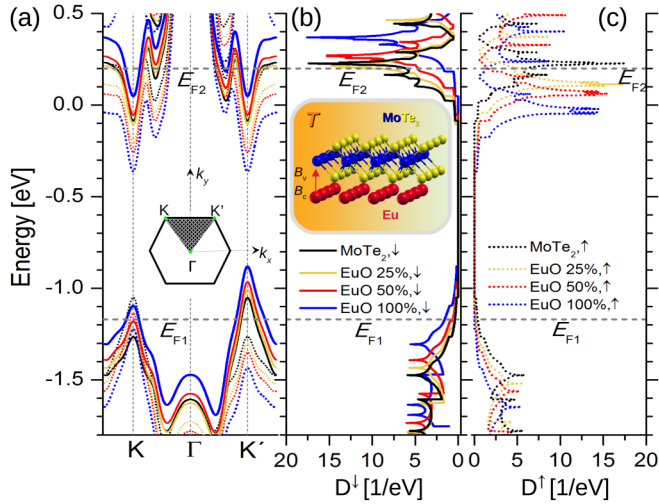 (a)
(b)
(c)
Energy [eV]
0.5
0.0
-0.5
-1.0
-1.5
E_F2
E_F1
k_y
k_x
K K'
Γ
K Γ K´
E_F2
T
MoTe₂
B_v
B_c
Eu
MoTe₂,↓
EuO 25%,↓
EuO 50%,↓
EuO 100%,↓
E_F1
20 15 10 5 0
D↓ [1/eV]
E_F2
MoTe₂,↑
EuO 25%,↑
EuO 50%,↑
EuO 100%,↑
E_F1
0 5 10 15 20
D↑ [1/eV]